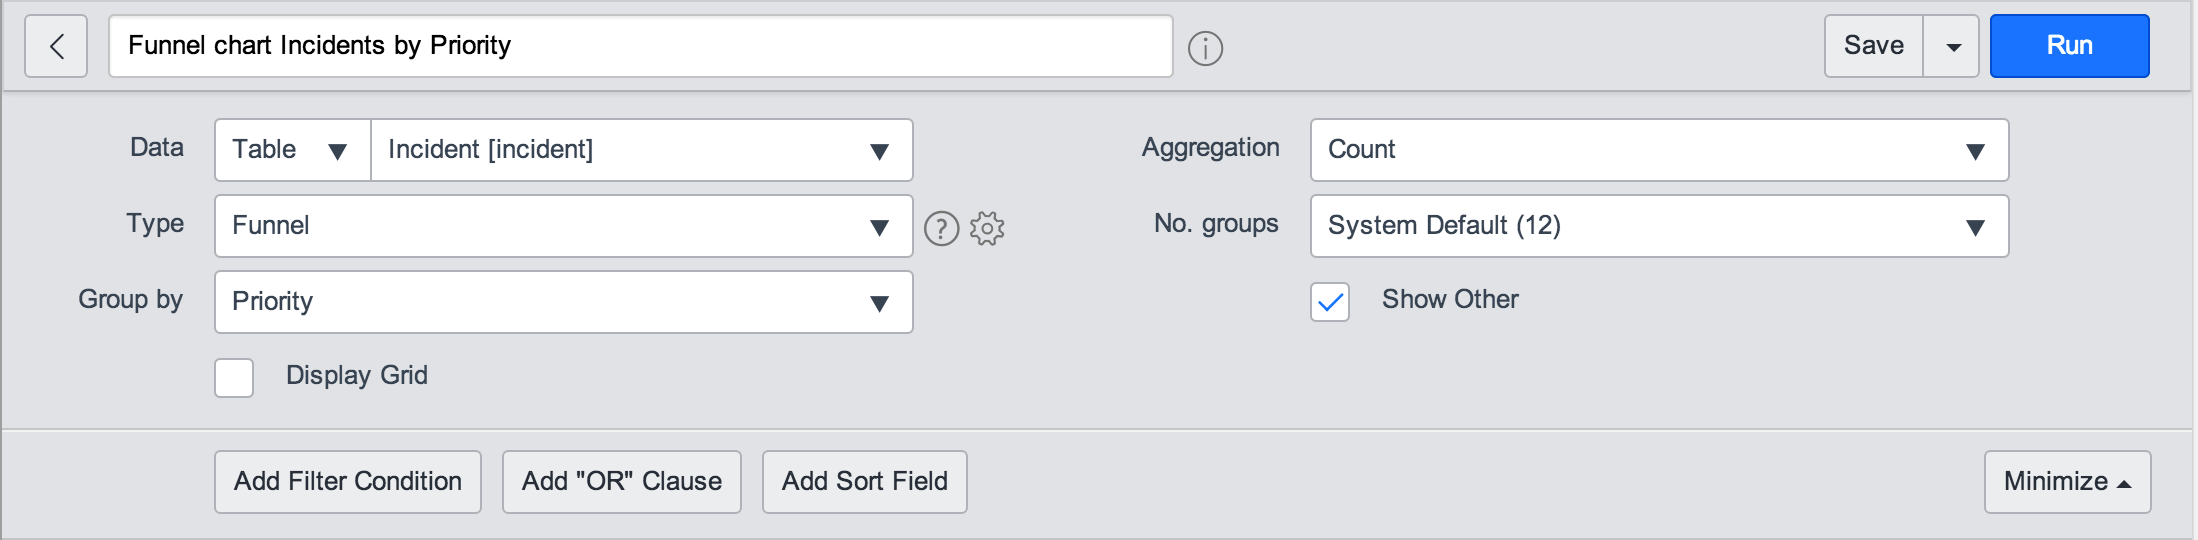 Funnel chart Incidents by Priority
Save
Run
Data
Table
Incident [incident]
Aggregation
Count
Type
Funnel
No. groups
System Default (12)
Group by
Priority
Show Other
Display Grid
Add Filter Condition
Add "OR" Clause
Add Sort Field
Minimize